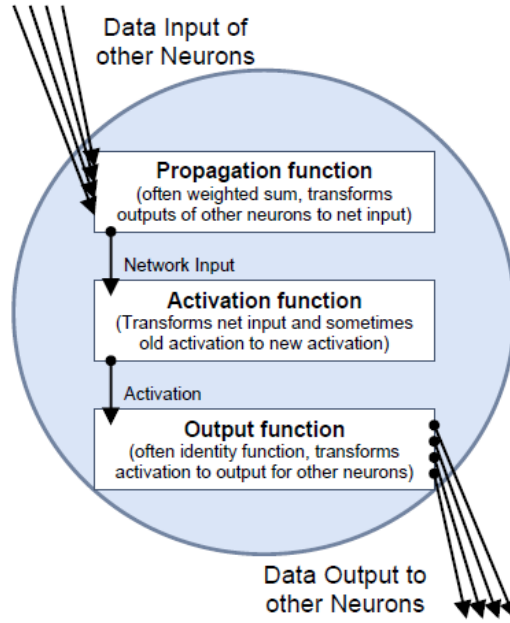 Data Input of
other Neurons
Propagation function
(often weighted sum, transforms
outputs of other neurons to net input)
Network Input
Activation function
(Transforms net input and sometimes
old activation to new activation)
Activation
Output function
(often identity function, transforms
activation to output for other neurons)
Data Output to
other Neurons